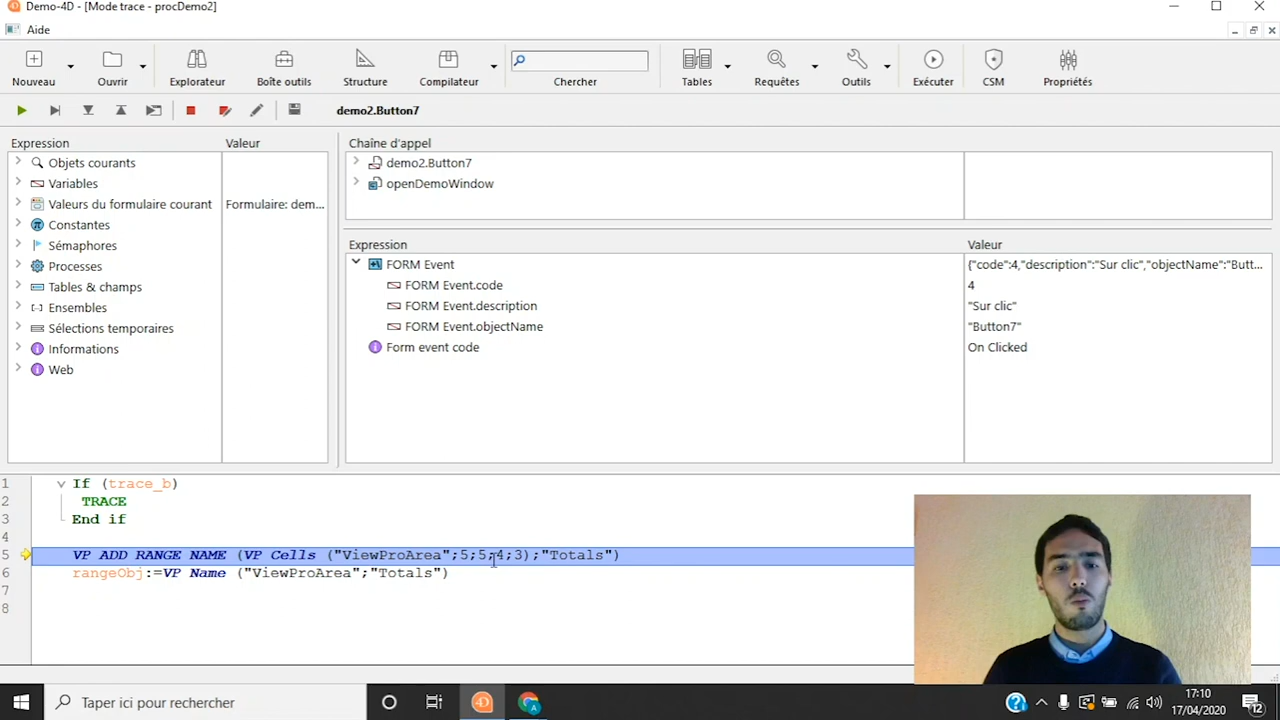 Demo-4D - [Mode trace - procDemo2]
Aide
Nouveau Ouvrir Explorateur Boîte outils Structure Compilateur Chercher Tables Requêtes Outils Exécuter CSM Propriétés
demo2.Button7
Expression Valeur
Objets courants
Variables
Valeurs du formulaire courant Formulaire: dem...
Constantes
Sémaphores
Processes
Tables & champs
Ensembles
Sélections temporaires
Informations
Web
Chaîne d'appel
demo2.Button7
openDemoWindow
Expression Valeur
FORM Event {"code":4,"description":"Sur clic","objectName":"Butt...
FORM Event.code 4
FORM Event.description "Sur clic"
FORM Event.objectName "Button7"
Form event code On Clicked
1 If (trace_b)
2 TRACE
3 End if
4
5 VP ADD RANGE NAME (VP Cells ("ViewProArea";5;5;4;3);"Totals")
6 rangeObj:=VP Name ("ViewProArea";"Totals")
7
8
Taper ici pour rechercher
17:10
17/04/2020
12